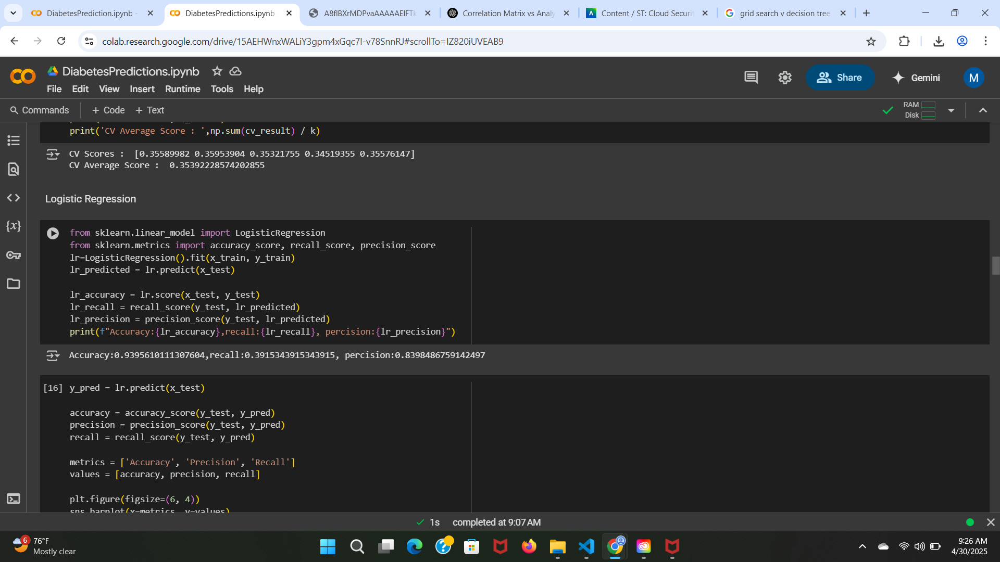 DiabetesPrediction.ipynb -
DiabetesPredictions.ipynb
A8flBXrMDPvaAAAAAElFTk
Correlation Matrix vs Analy
Content / ST: Cloud Securit
grid search v decision tree
colab.research.google.com/drive/15AEHWnxWALiY3gpm4xGqc7I-v78SnnRJ#scrollTo=IZ820iUVEAB9
DiabetesPredictions.ipynb
File Edit View Insert Runtime Tools Help
Share
Gemini
M
Commands + Code + Text
RAM
Disk
print('CV Average Score : ',np.sum(cv_result) / k)
CV Scores :  [0.35589982 0.35953904 0.35321755 0.34519355 0.35576147]
CV Average Score :  0.35392228574202855
Logistic Regression
from sklearn.linear_model import LogisticRegression
from sklearn.metrics import accuracy_score, recall_score, precision_score
lr=LogisticRegression().fit(x_train, y_train)
lr_predicted = lr.predict(x_test)
lr_accuracy = lr.score(x_test, y_test)
lr_recall = recall_score(y_test, lr_predicted)
lr_precision = precision_score(y_test, lr_predicted)
print(f"Accuracy:{lr_accuracy},recall:{lr_recall}, percision:{lr_precision}")
Accuracy:0.9395610111307604,recall:0.3915343915343915, percision:0.8398486759142497
[16] y_pred = lr.predict(x_test)
accuracy = accuracy_score(y_test, y_pred)
precision = precision_score(y_test, y_pred)
recall = recall_score(y_test, y_pred)
metrics = ['Accuracy', 'Precision', 'Recall']
values = [accuracy, precision, recall]
plt.figure(figsize=(6, 4))
sns.barplot(x=metrics, y=values)
1s completed at 9:07 AM
6
76°F
Mostly clear
9:26 AM
4/30/2025